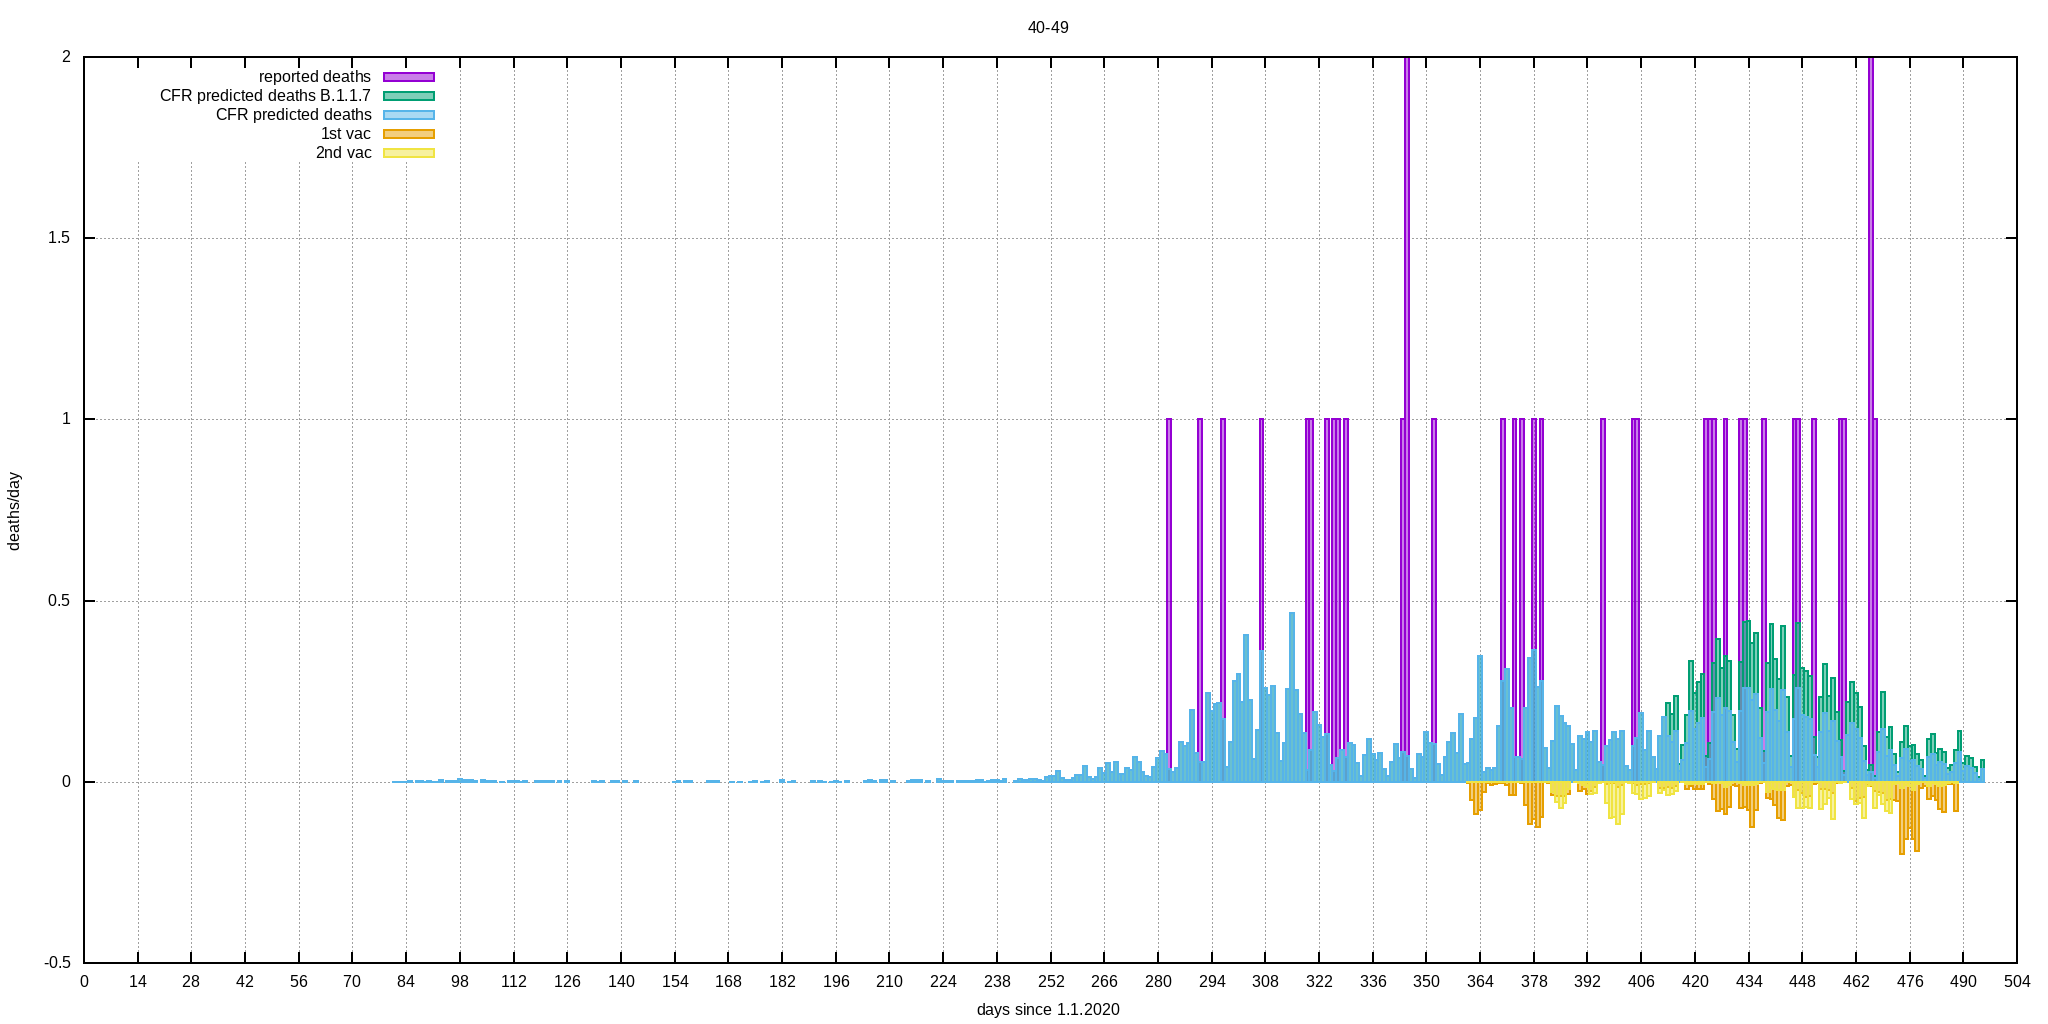 40-49
reported deaths
CFR predicted deaths B.1.1.7
CFR predicted deaths
1st vac
2nd vac
2
1.5
1
0.5
0
-0.5
deaths/day
0 14 28 42 56 70 84 98 112 126 140 154 168 182 196 210 224 238 252 266 280 294 308 322 336 350 364 378 392 406 420 434 448 462 476 490 504
days since 1.1.2020